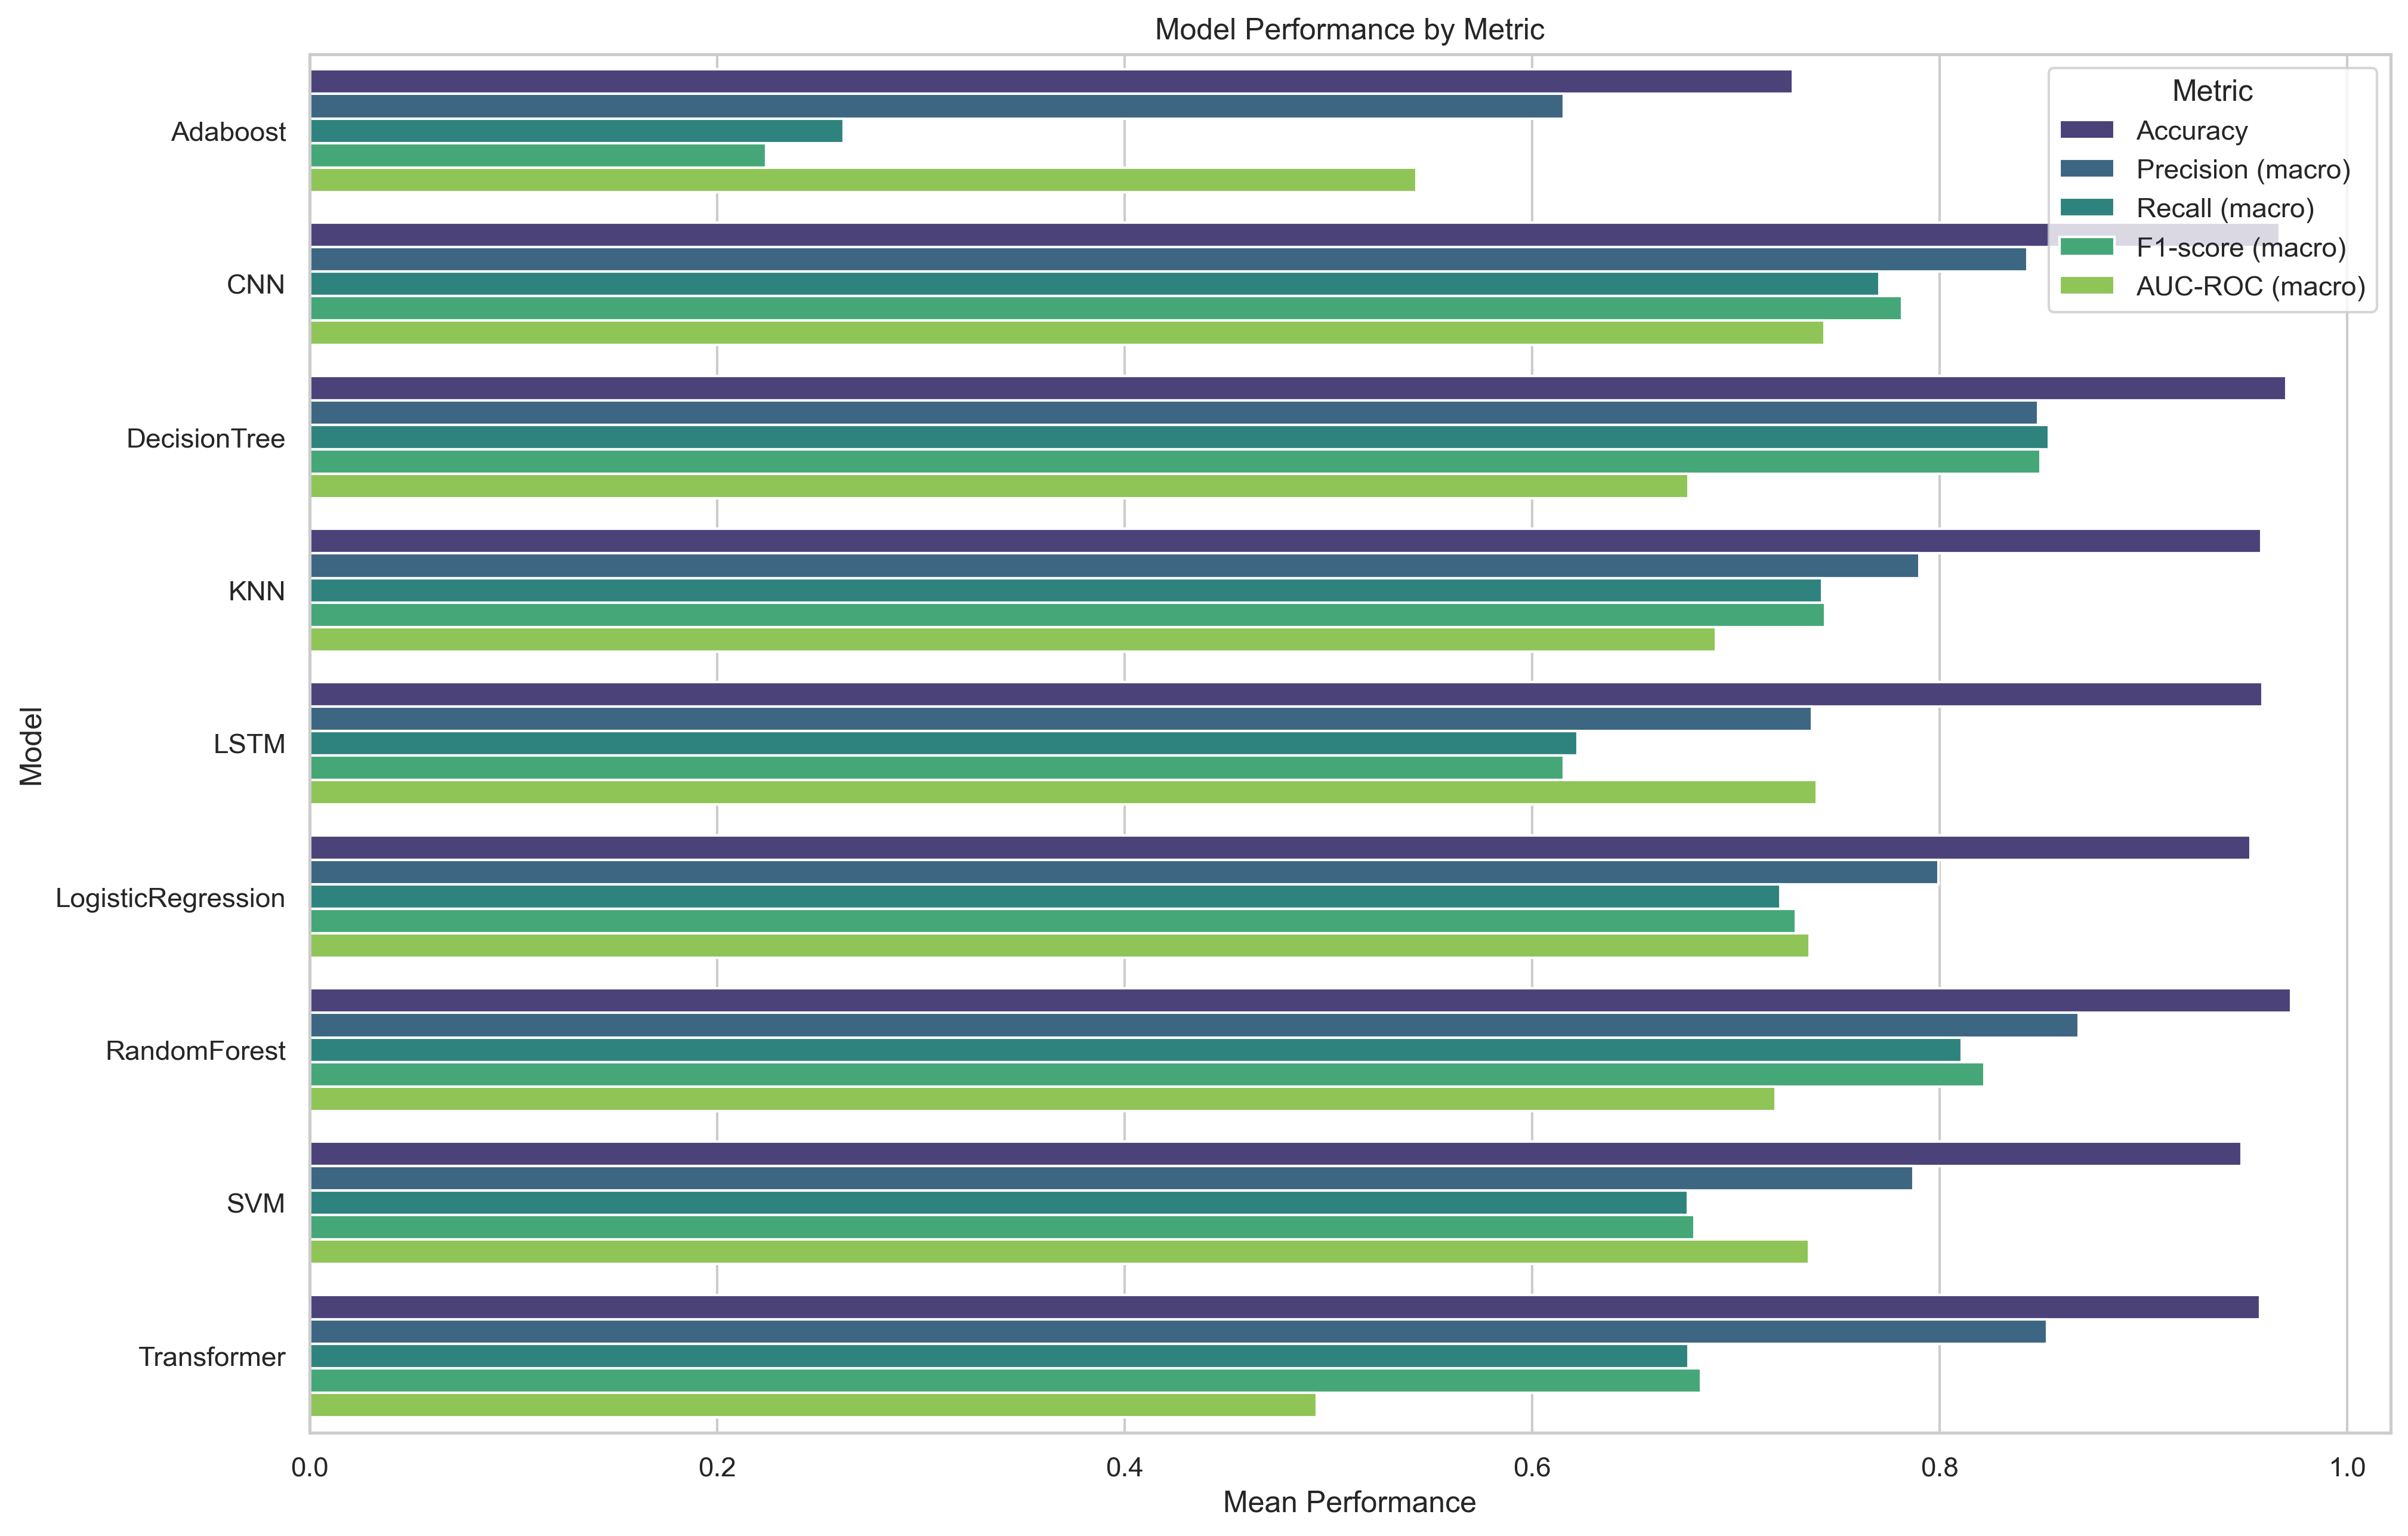 Model Performance by Metric
Metric
Accuracy
Precision (macro)
Recall (macro)
F1-score (macro)
AUC-ROC (macro)
Model
Adaboost
CNN
DecisionTree
KNN
LSTM
LogisticRegression
RandomForest
SVM
Transformer
0.0 0.2 0.4 0.6 0.8 1.0
Mean Performance